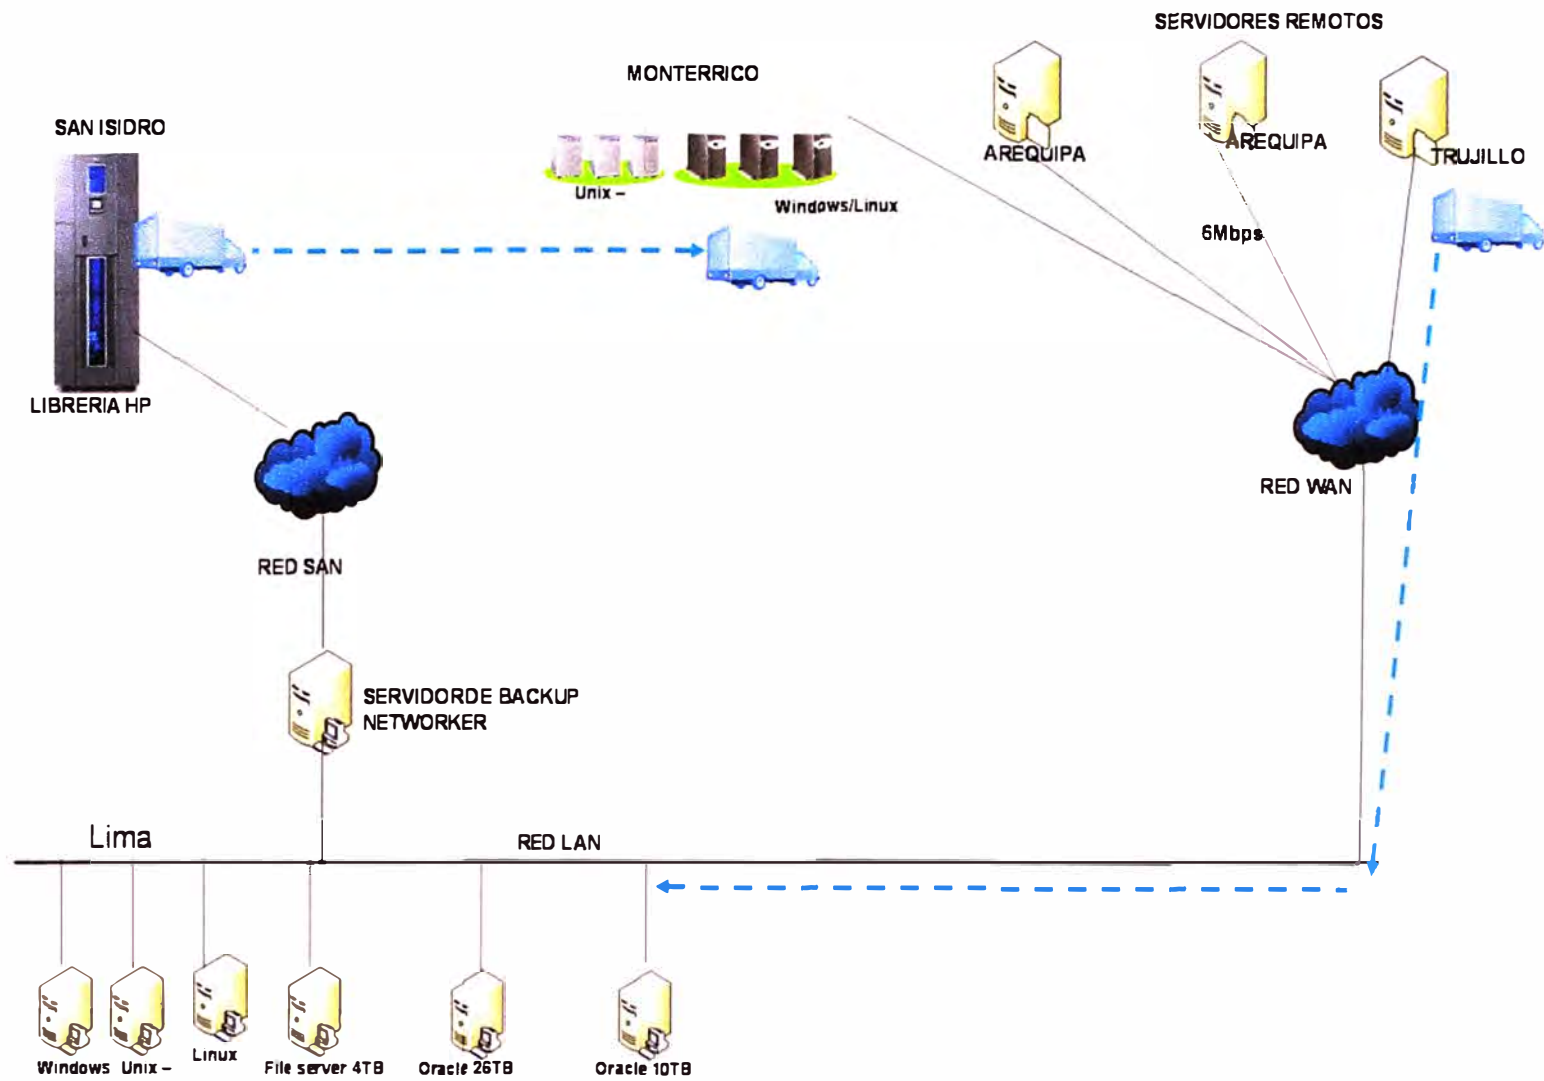 SERVIDORES REMOTOS
MONTERRICO
SAN ISIDRO
AREQUIPA
AREQUIPA
TRUJILLO
Unix –
Windows/Linux
6Mbps
LIBRERIA HP
RED WAN
RED SAN
SERVIDORDE BACKUP
NETWORKER
Lima
RED LAN
Windows
Unix –
Linux
File server 4TB
Oracle 26TB
Oracle 10TB